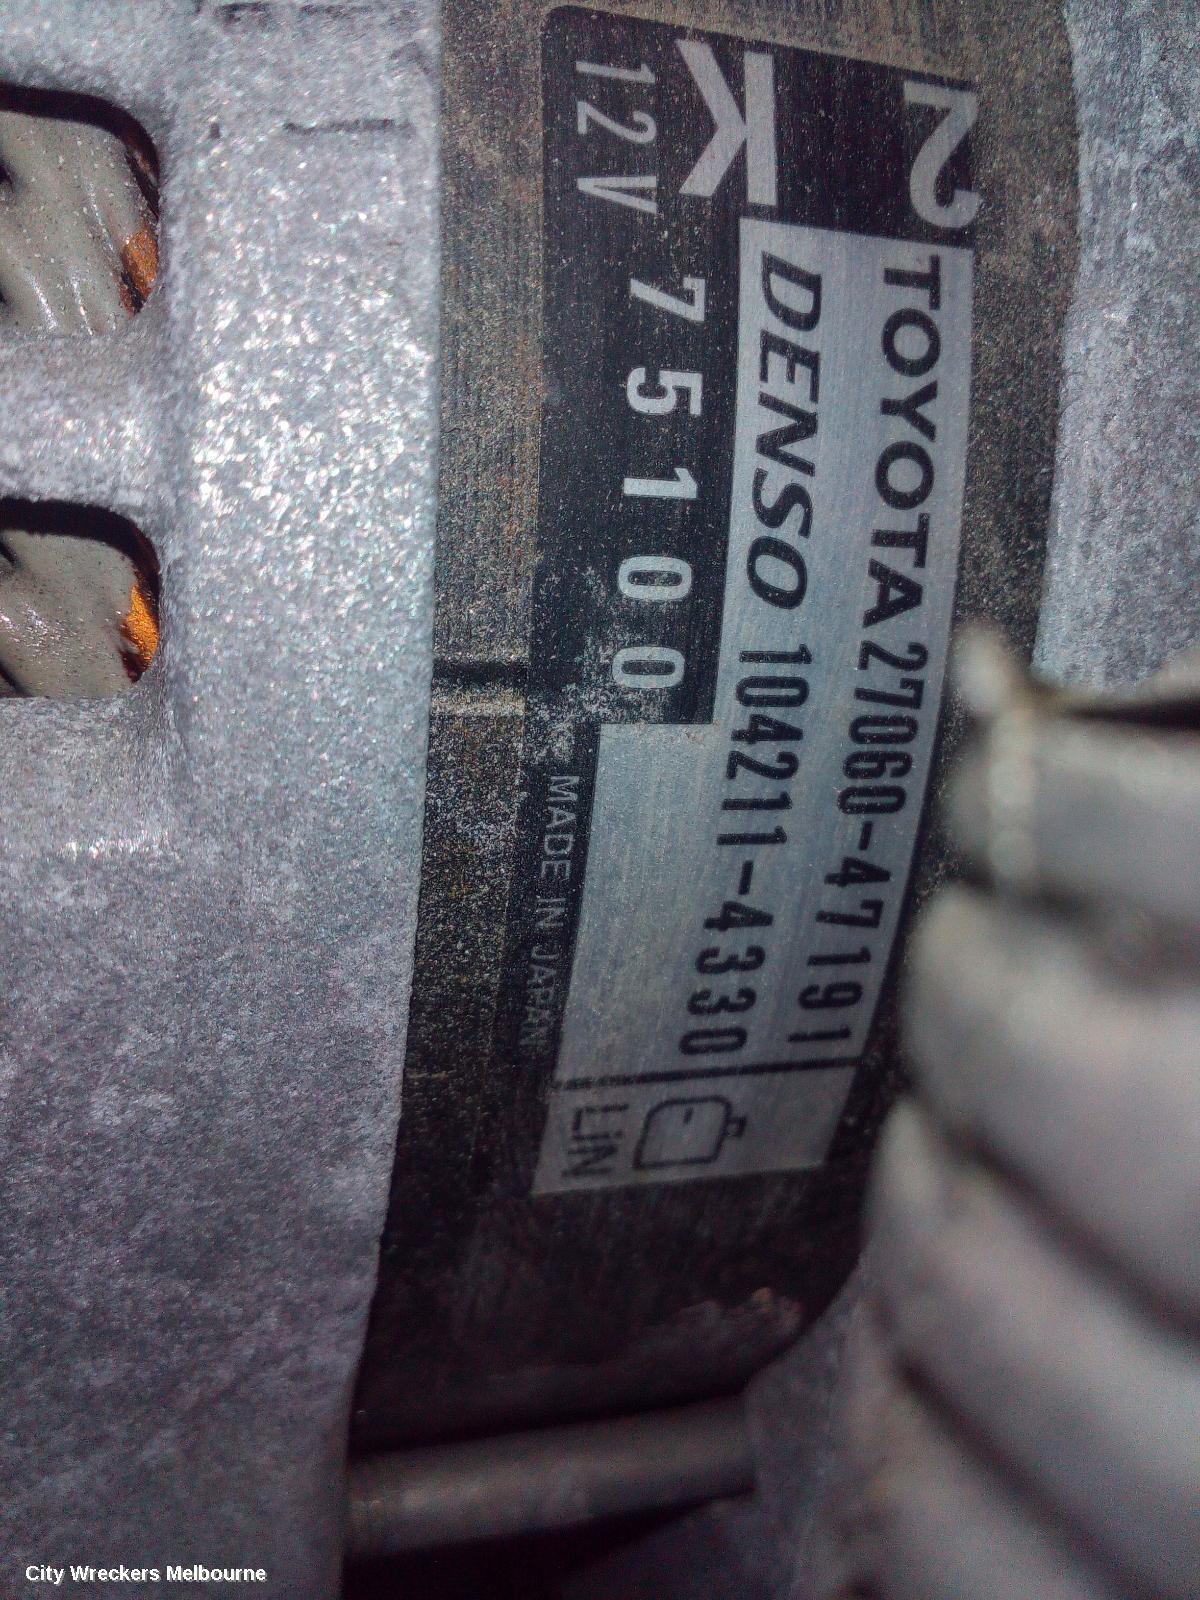 2 TOYOTA 27060-47191
K DENSO 104211-4330
12V 75100
MADE IN JAPAN
LIN
City Wreckers Melbourne